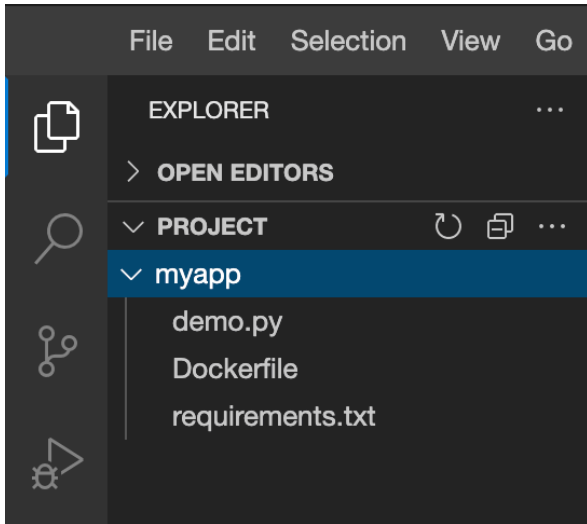 File Edit Selection View Go
EXPLORER ...
OPEN EDITORS
PROJECT ...
myapp
demo.py
Dockerfile
requirements.txt